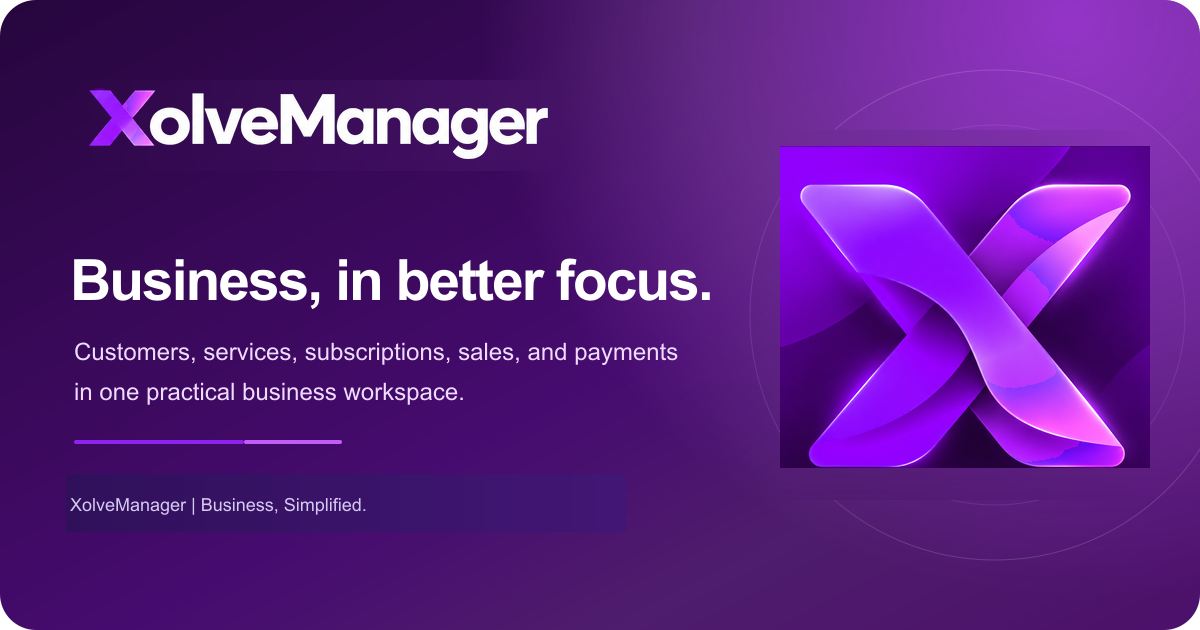 XolveManager
Business, in better focus.
Customers, services, subscriptions, sales, and payments
in one practical business workspace.
XolveManager | Business, Simplified.